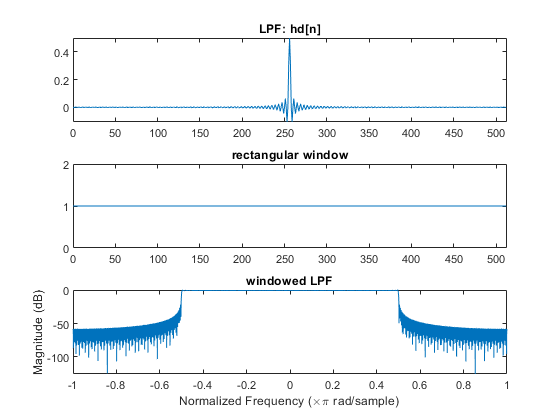 LPF: hd[n]
0.4
0.2
0
0 50 100 150 200 250 300 350 400 450 500
rectangular window
2
1
0
0 50 100 150 200 250 300 350 400 450 500
windowed LPF
Magnitude (dB)
0
-50
-100
-1 -0.8 -0.6 -0.4 -0.2 0 0.2 0.4 0.6 0.8 1
Normalized Frequency (×π rad/sample)